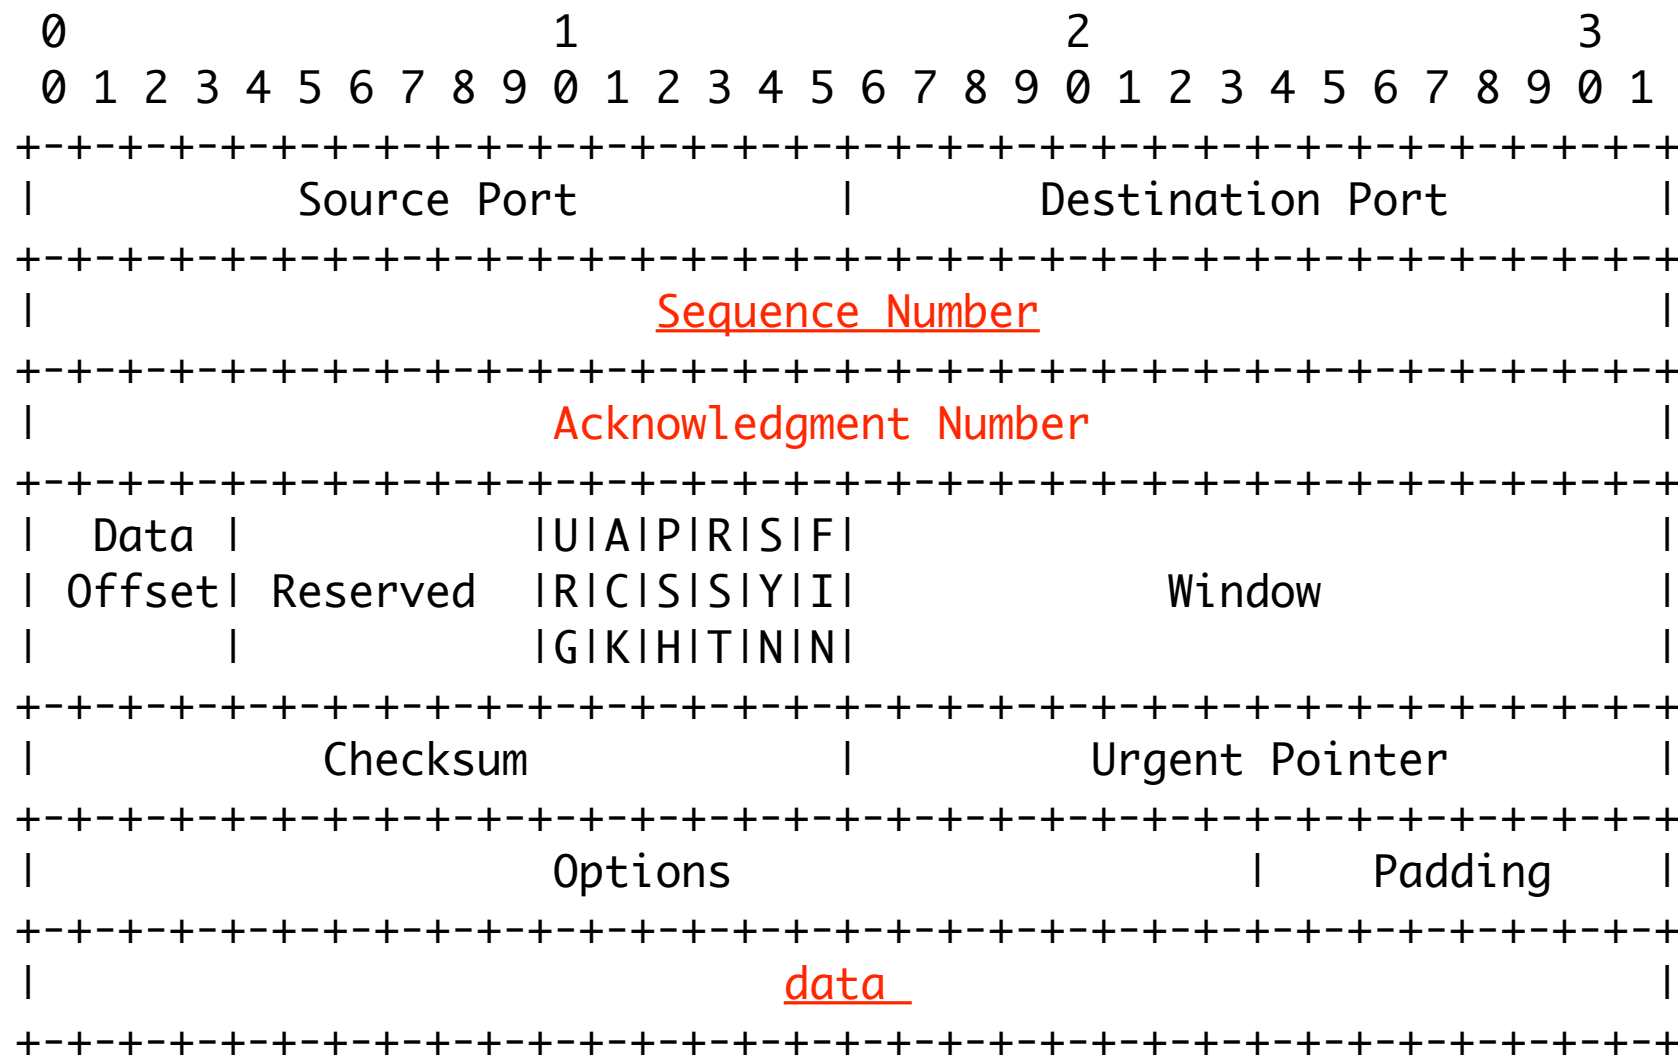 0                   1                   2                   3
 0 1 2 3 4 5 6 7 8 9 0 1 2 3 4 5 6 7 8 9 0 1 2 3 4 5 6 7 8 9 0 1
+-+-+-+-+-+-+-+-+-+-+-+-+-+-+-+-+-+-+-+-+-+-+-+-+-+-+-+-+-+-+-+-+
|          Source Port          |       Destination Port        |
+-+-+-+-+-+-+-+-+-+-+-+-+-+-+-+-+-+-+-+-+-+-+-+-+-+-+-+-+-+-+-+-+
|                        Sequence Number                        |
+-+-+-+-+-+-+-+-+-+-+-+-+-+-+-+-+-+-+-+-+-+-+-+-+-+-+-+-+-+-+-+-+
|                    Acknowledgment Number                      |
+-+-+-+-+-+-+-+-+-+-+-+-+-+-+-+-+-+-+-+-+-+-+-+-+-+-+-+-+-+-+-+-+
|  Data |           |U|A|P|R|S|F|                               |
| Offset| Reserved  |R|C|S|S|Y|I|            Window             |
|       |           |G|K|H|T|N|N|                               |
+-+-+-+-+-+-+-+-+-+-+-+-+-+-+-+-+-+-+-+-+-+-+-+-+-+-+-+-+-+-+-+-+
|           Checksum            |         Urgent Pointer        |
+-+-+-+-+-+-+-+-+-+-+-+-+-+-+-+-+-+-+-+-+-+-+-+-+-+-+-+-+-+-+-+-+
|                    Options                    |    Padding    |
+-+-+-+-+-+-+-+-+-+-+-+-+-+-+-+-+-+-+-+-+-+-+-+-+-+-+-+-+-+-+-+-+
|                             data                              |
+-+-+-+-+-+-+-+-+-+-+-+-+-+-+-+-+-+-+-+-+-+-+-+-+-+-+-+-+-+-+-+-+